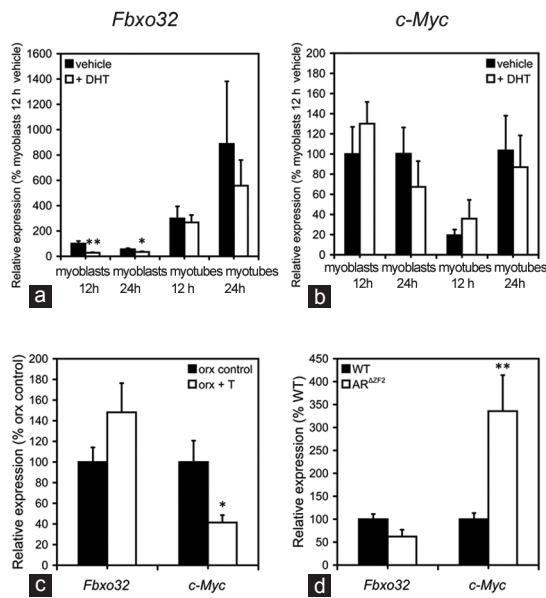 Fbxo32
c-Myc
Relative expression (% myoblasts 12 h vehicle)
1600
1400
1200
1000
800
600
400
200
0
vehicle
+ DHT
**
*
myoblasts myoblasts myotubes myotubes
12h 24h 12 h 24h
a
Relative expression (% myoblasts 12 h vehicle)
200
180
160
140
120
100
80
60
40
20
0
vehicle
+ DHT
myoblasts myoblasts myotubes myotubes
12h 24h 12 h 24h
b
Relative expression (% orx control)
200
180
160
140
120
100
80
60
40
20
0
orx control
orx + T
*
Fbxo32 c-Myc
c
Relative expression (% WT)
450
400
350
300
250
200
150
100
50
0
WT
ARΔZF2
**
Fbxo32 c-Myc
d